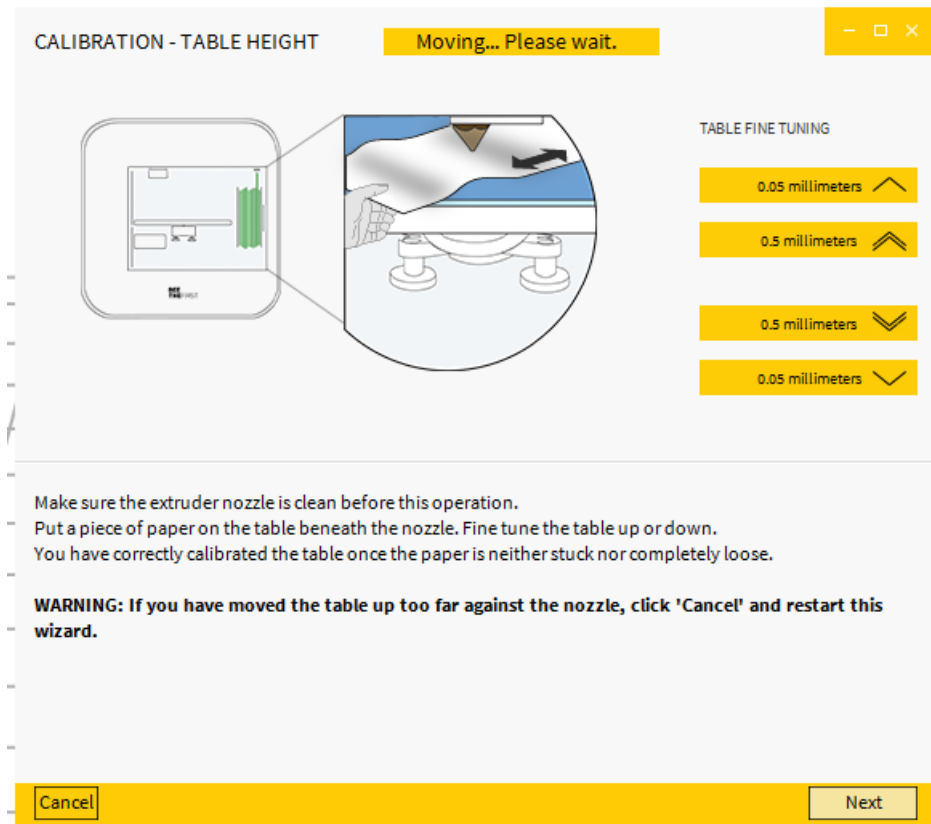 CALIBRATION - TABLE HEIGHT
Moving... Please wait.
TABLE FINE TUNING
0.05 millimeters
0.5 millimeters
0.5 millimeters
0.05 millimeters
BEE
THEFIRST
Make sure the extruder nozzle is clean before this operation.
Put a piece of paper on the table beneath the nozzle. Fine tune the table up or down.
You have correctly calibrated the table once the paper is neither stuck nor completely loose.
WARNING: If you have moved the table up too far against the nozzle, click 'Cancel' and restart this
wizard.
Cancel
Next